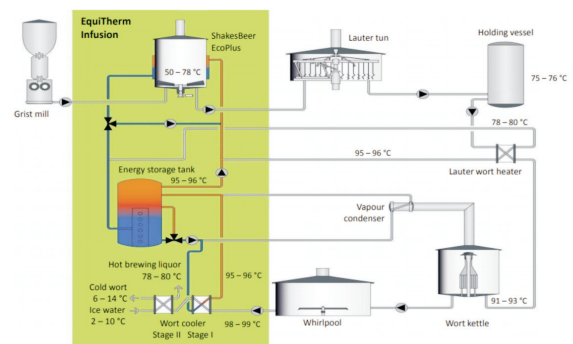 EquiTherm
Infusion
ShakesBeer
EcoPlus
Lauter tun
Holding vessel
50 – 78 °C
75 – 76 °C
Grist mill
78 – 80 °C
95 – 96 °C
Lauter wort heater
Energy storage tank
95 – 96 °C
Vapour
condenser
Hot brewing liquor
78 – 80 °C
95 – 96 °C
Cold wort
6 – 14 °C
Ice water
2 – 10 °C
91 – 93 °C
Wort cooler
Stage II
Stage I
98 – 99 °C
Whirlpool
Wort kettle